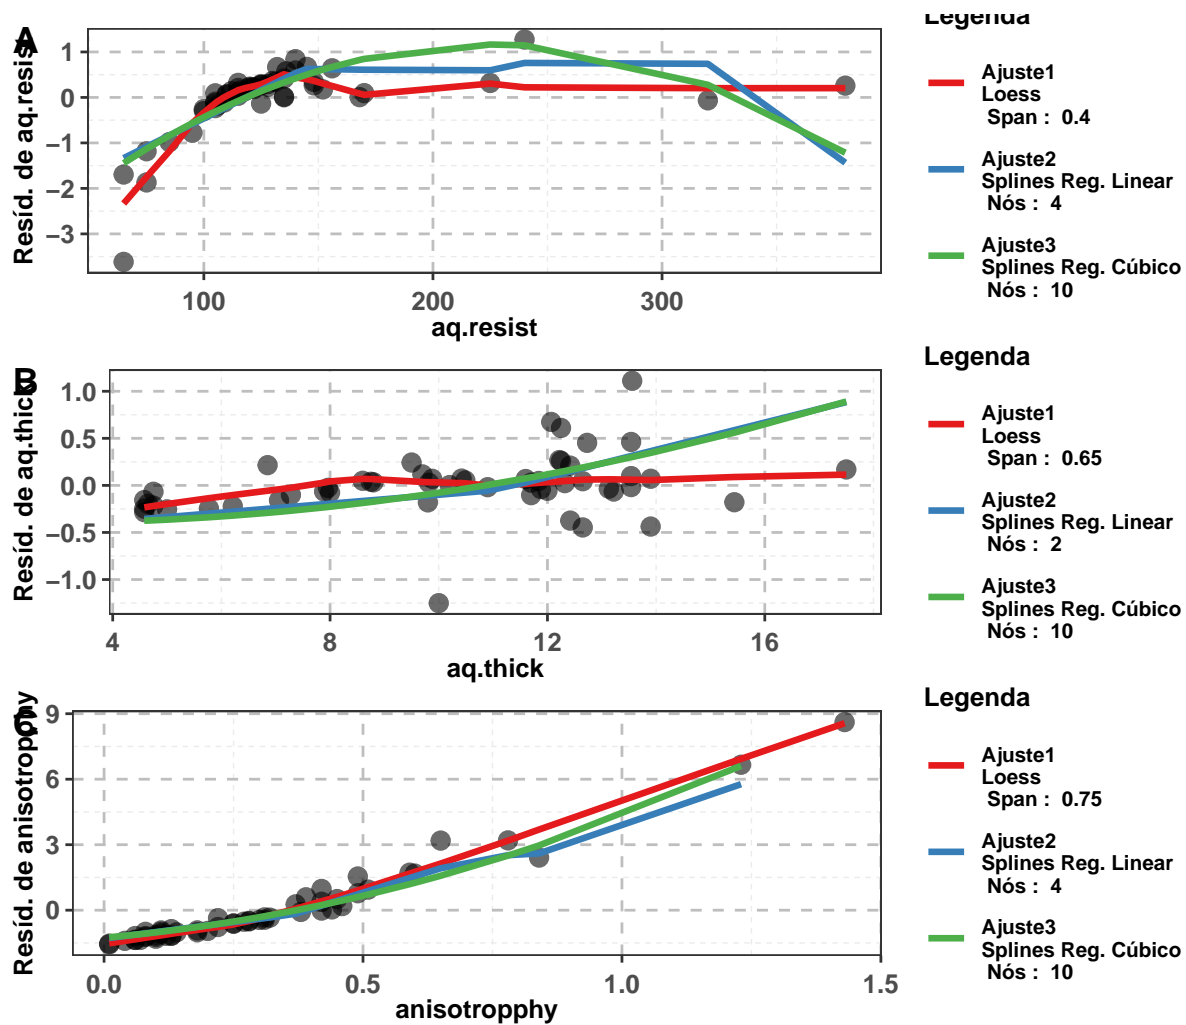 A
Legenda
Resíd. de aq.resist
1
0
−1
−2
−3
100
200
300
aq.resist
Ajuste1
Loess
Span : 0.4
Ajuste2
Splines Reg. Linear
Nós : 4
Ajuste3
Splines Reg. Cúbico
Nós : 10
B
Legenda
Resíd. de aq.thick
1.0
0.5
0.0
−0.5
−1.0
4
8
12
16
aq.thick
Ajuste1
Loess
Span : 0.65
Ajuste2
Splines Reg. Linear
Nós : 2
Ajuste3
Splines Reg. Cúbico
Nós : 10
C
Legenda
Resíd. de anisotropphy
9
6
3
0
0.0
0.5
1.0
1.5
anisotropphy
Ajuste1
Loess
Span : 0.75
Ajuste2
Splines Reg. Linear
Nós : 4
Ajuste3
Splines Reg. Cúbico
Nós : 10